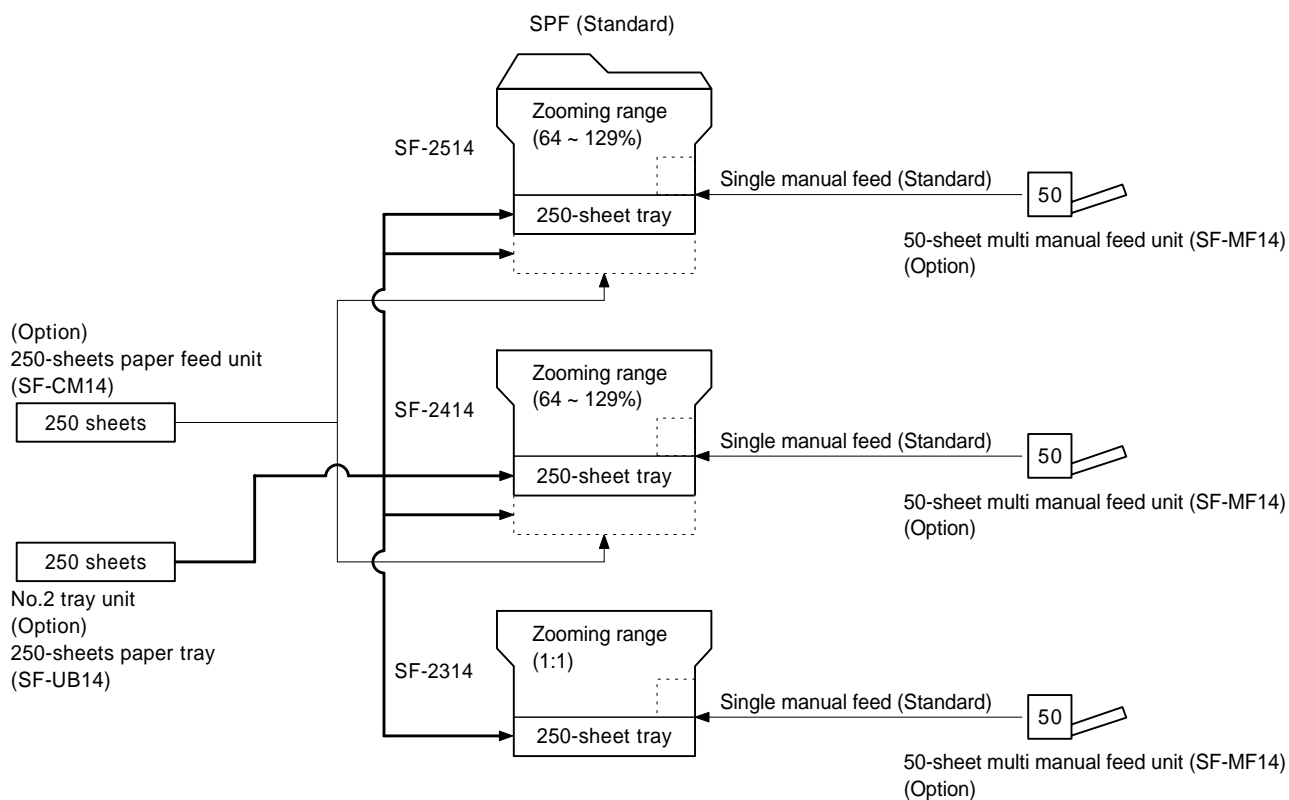 SPF (Standard)
Zooming range
(64 ~ 129%)
SF-2514
Single manual feed (Standard)
50
250-sheet tray
50-sheet multi manual feed unit (SF-MF14)
(Option)
(Option)
250-sheets paper feed unit
(SF-CM14)
250 sheets
Zooming range
(64 ~ 129%)
SF-2414
Single manual feed (Standard)
50
250-sheet tray
50-sheet multi manual feed unit (SF-MF14)
(Option)
250 sheets
No.2 tray unit
(Option)
250-sheets paper tray
(SF-UB14)
Zooming range
(1:1)
SF-2314
Single manual feed (Standard)
50
250-sheet tray
50-sheet multi manual feed unit (SF-MF14)
(Option)